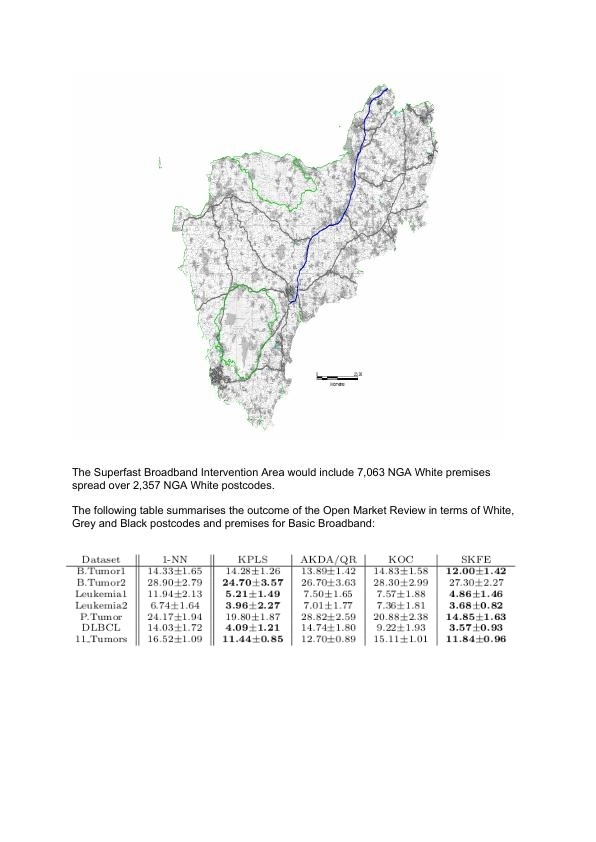 The Superfast Broadband Intervention Area would include 7,063 NGA White premises
spread over 2,357 NGA White postcodes.
The following table summarises the outcome of the Open Market Review in terms of White,
Grey and Black postcodes and premises for Basic Broadband:
Dataset 1-NN KPLS AKDA/QR KOC SKFE
B.Tumor1 14.33±1.65 14.28±1.26 13.89±1.42 14.83±1.58 12.00±1.42
B.Tumor2 28.90±2.79 24.70±3.57 26.70±3.63 28.30±2.99 27.30±2.27
Leukemia1 11.94±2.13 5.21±1.49 7.50±1.65 7.57±1.88 4.86±1.46
Leukemia2 6.74±1.64 3.96±2.27 7.01±1.77 7.36±1.81 3.68±0.82
P.Tumor 24.17±1.94 19.80±1.87 28.82±2.59 20.88±2.38 14.85±1.63
DLBCL 14.03±1.72 4.09±1.21 14.74±1.80 9.22±1.93 3.57±0.93
11_Tumors 16.52±1.09 11.44±0.85 12.70±0.89 15.11±1.01 11.84±0.96